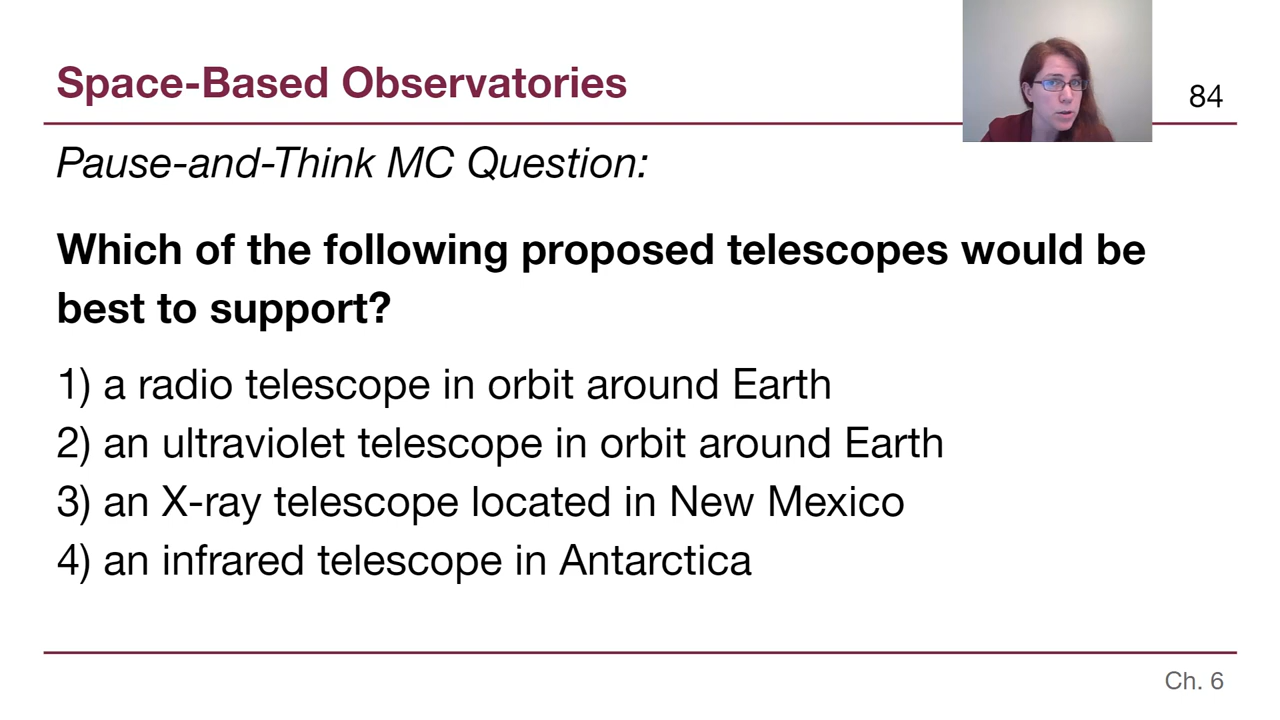 Space-Based Observatories
84
Pause-and-Think MC Question:
Which of the following proposed telescopes would be
best to support?
1) a radio telescope in orbit around Earth
2) an ultraviolet telescope in orbit around Earth
3) an X-ray telescope located in New Mexico
4) an infrared telescope in Antarctica
Ch. 6